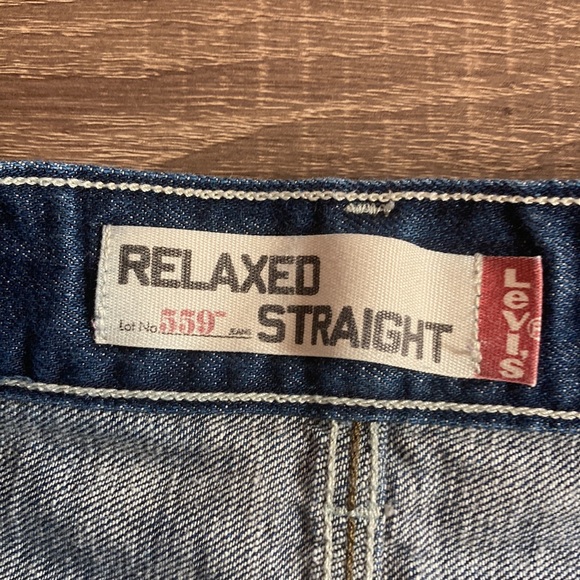 RELAXED
Lot No 559™ JEANS STRAIGHT
LEVI'S®